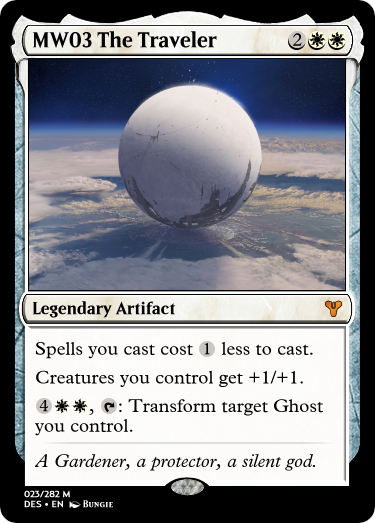 MW03 The Traveler 2
Legendary Artifact
Spells you cast cost 1 less to cast.
Creatures you control get +1/+1.
4, : Transform target Ghost
you control.
A Gardener, a protector, a silent god.
023/282 M
DES • EN Bungie